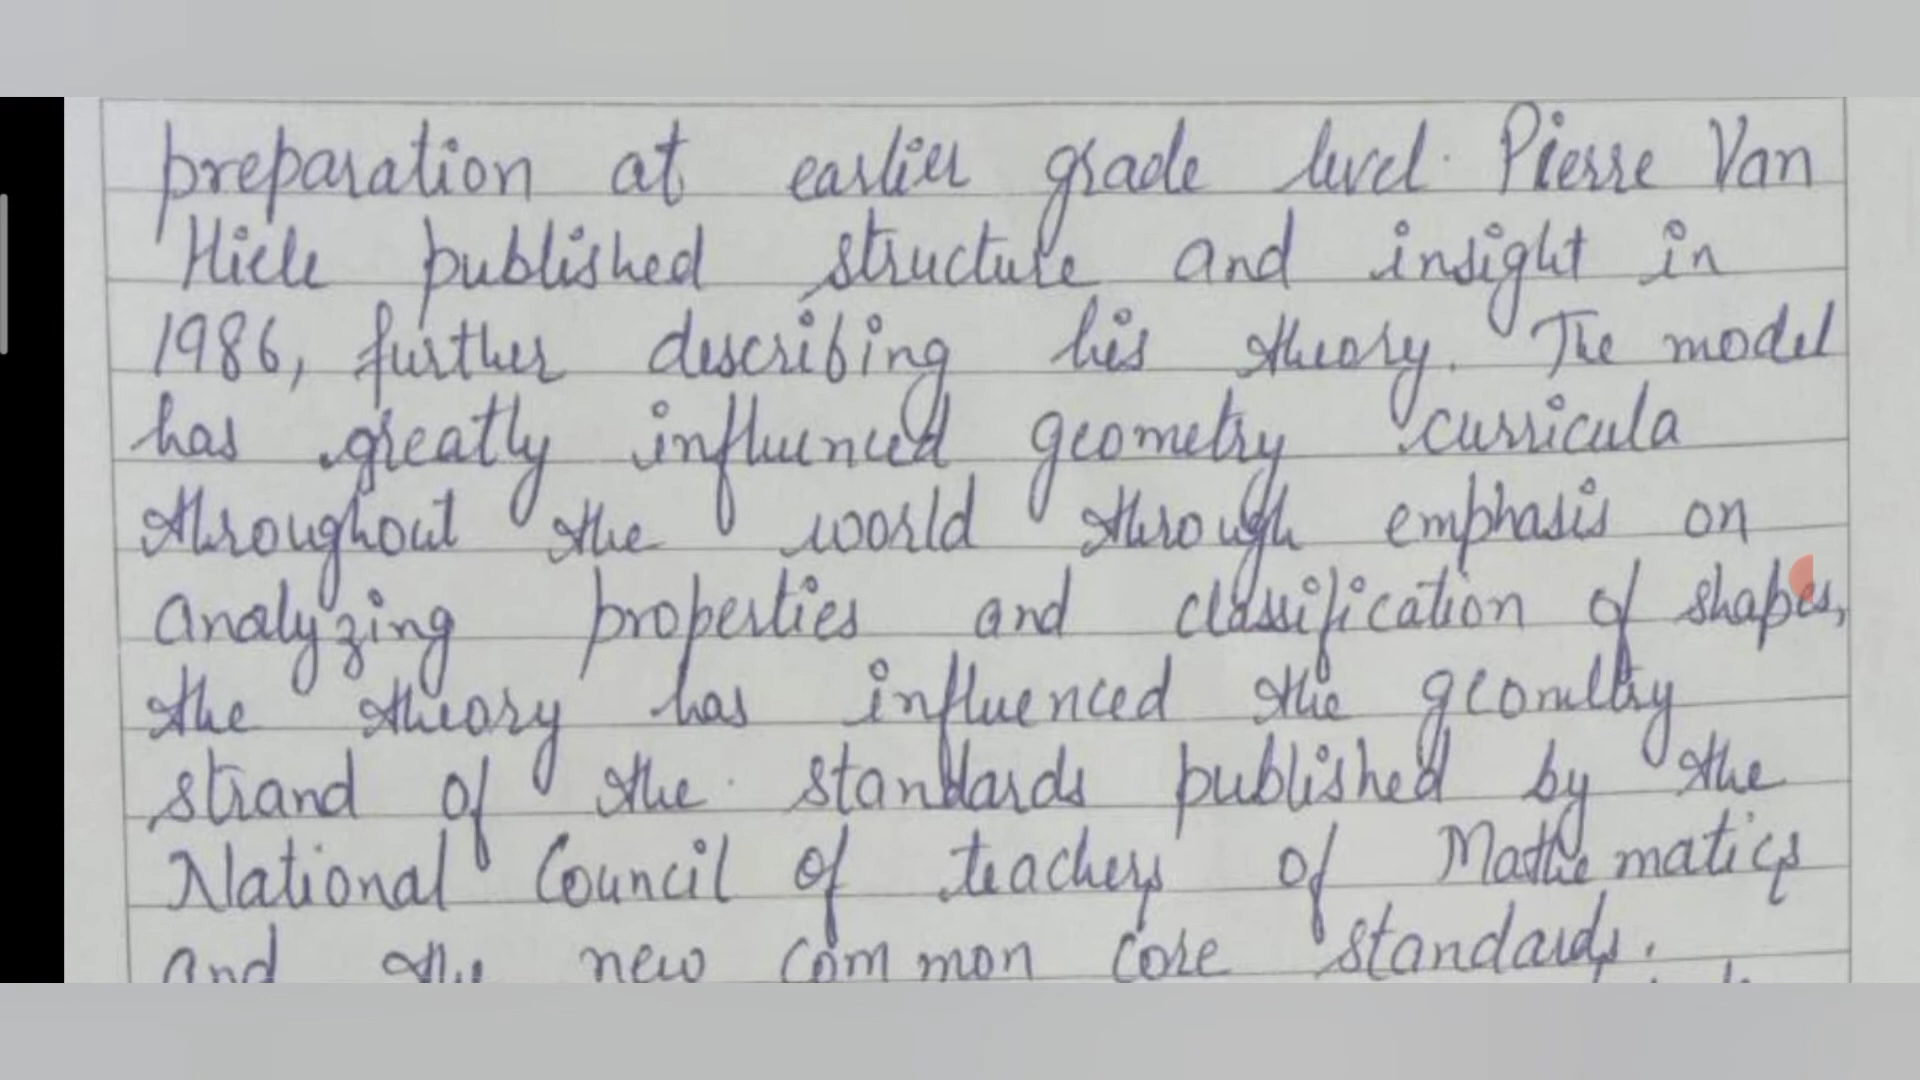 preparation at earlier grade level. Pierre Van
Hiele published structure and insight in
1986, further describing his theory. The model
has greatly influenced geometry curricula
throughout the world through emphasis on
analyzing properties and classification of shapes,
the theory has influenced the geometry
strand of the standards published by the
National Council of teachers of Mathematics
and the new common core standards.